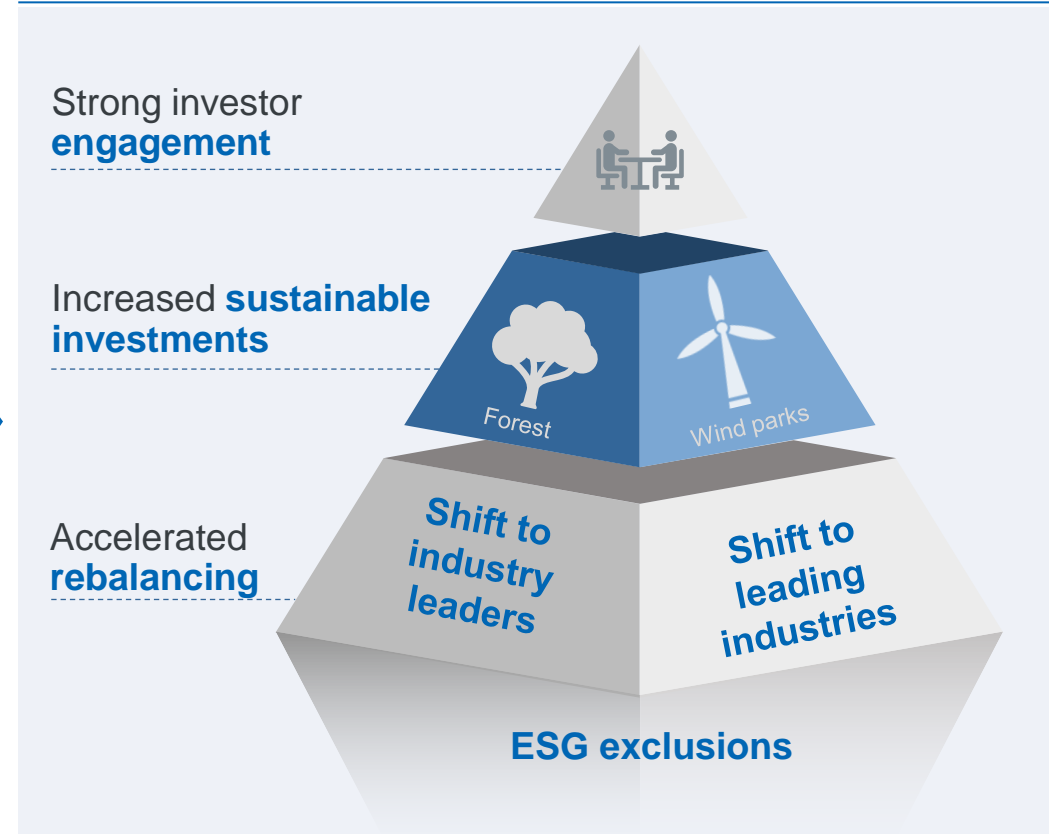 Strong investor
engagement
Increased sustainable
investments
Forest
Wind parks
Accelerated
rebalancing
Shift to
industry
leaders
Shift to
leading
industries
ESG exclusions